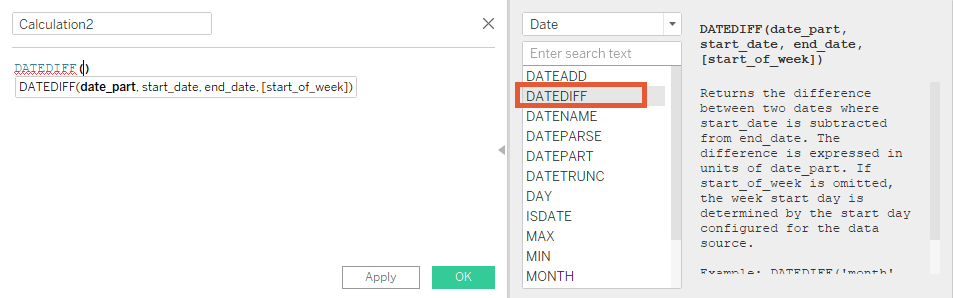 Calculation2
DATEDIFF()
DATEDIFF(date_part, start_date, end_date, [start_of_week])
Apply
OK
Date
Enter search text
DATEADD
DATEDIFF
DATENAME
DATEPARSE
DATEPART
DATETRUNC
DAY
ISDATE
MAX
MIN
MONTH
DATEDIFF(date_part,
start_date, end_date,
[start_of_week])
Returns the difference
between two dates where
start_date is subtracted
from end_date. The
difference is expressed in
units of date_part. If
start_of_week is omitted,
the week start day is
determined by the start day
configured for the data
source.
Example: DATEDIFF('month'